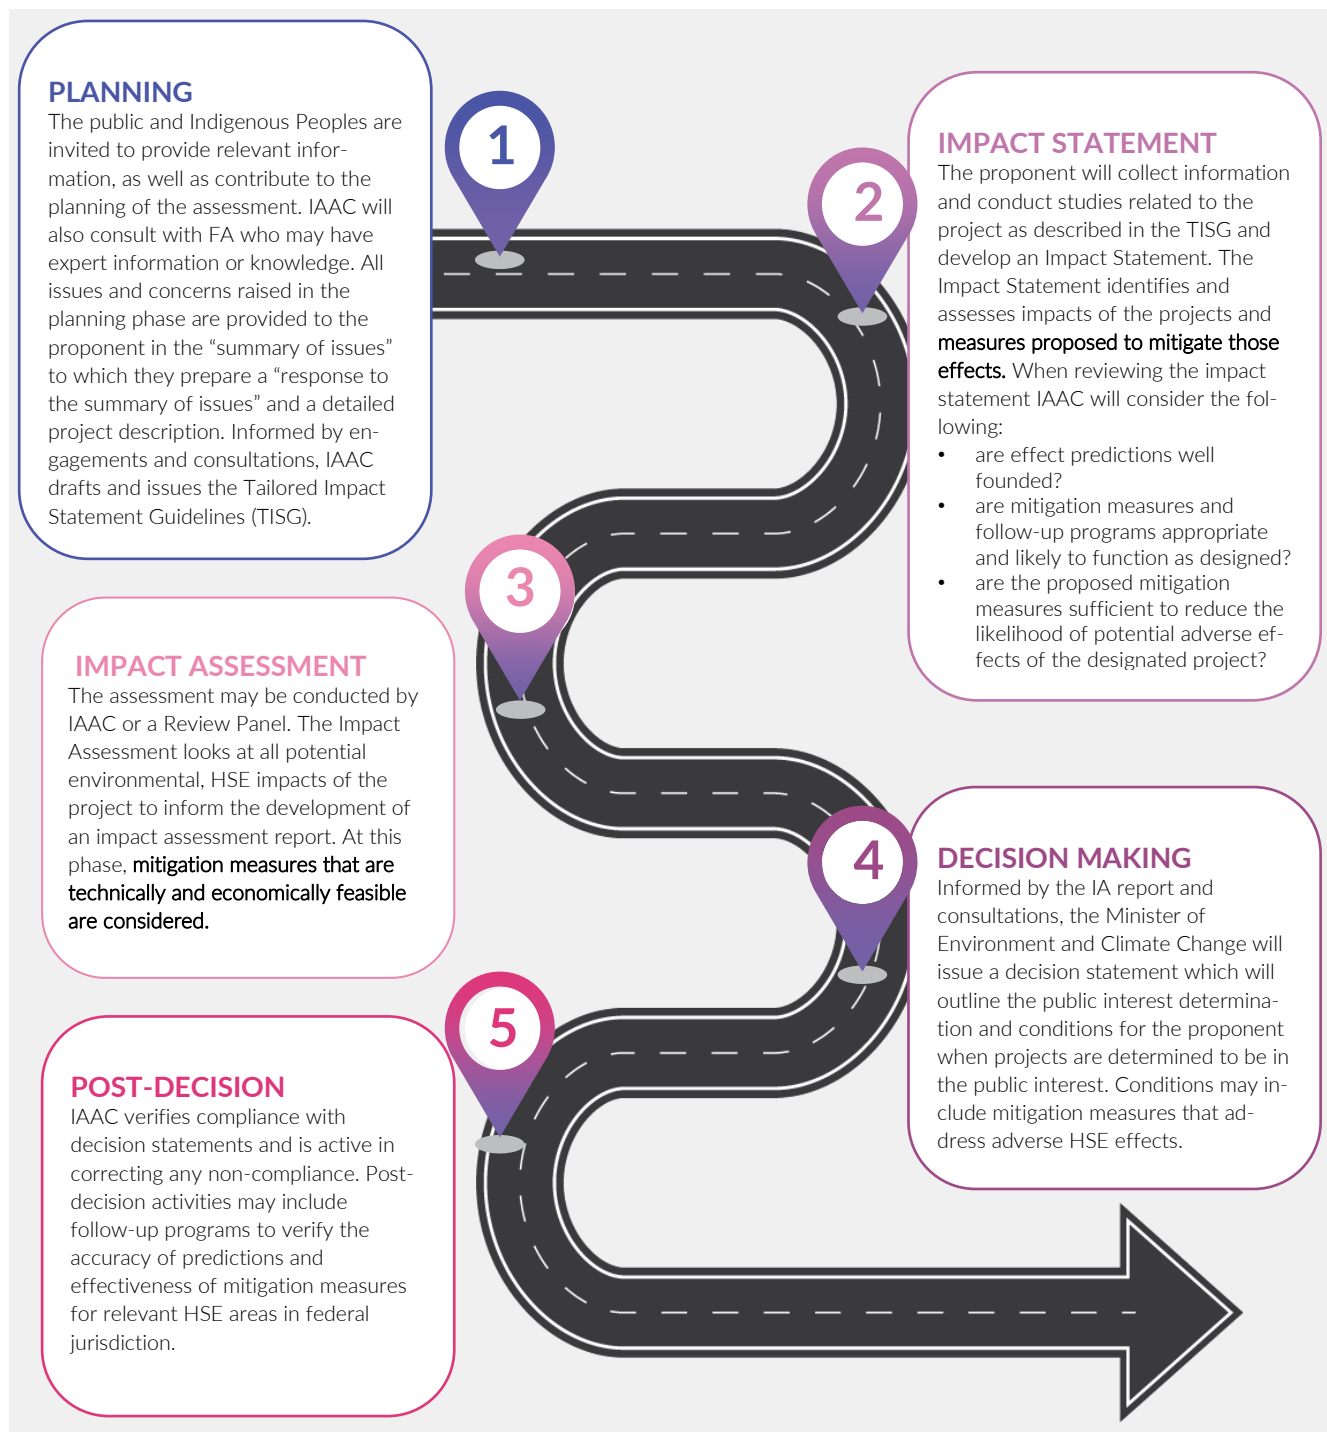 1
PLANNING
The public and Indigenous Peoples are
invited to provide relevant infor-
mation, as well as contribute to the
planning of the assessment. IAAC will
also consult with FA who may have
expert information or knowledge. All
issues and concerns raised in the
planning phase are provided to the
proponent in the “summary of issues”
to which they prepare a “response to
the summary of issues” and a detailed
project description. Informed by en-
gagements and consultations, IAAC
drafts and issues the Tailored Impact
Statement Guidelines (TISG).
2
IMPACT STATEMENT
The proponent will collect information
and conduct studies related to the
project as described in the TISG and
develop an Impact Statement. The
Impact Statement identifies and
assesses impacts of the projects and
measures proposed to mitigate those
effects. When reviewing the impact
statement IAAC will consider the fol-
lowing:
• are effect predictions well
founded?
• are mitigation measures and
follow-up programs appropriate
and likely to function as designed?
• are the proposed mitigation
measures sufficient to reduce the
likelihood of potential adverse ef-
fects of the designated project?
3
IMPACT ASSESSMENT
The assessment may be conducted by
IAAC or a Review Panel. The Impact
Assessment looks at all potential
environmental, HSE impacts of the
project to inform the development of
an impact assessment report. At this
phase, mitigation measures that are
technically and economically feasible
are considered.
4
DECISION MAKING
Informed by the IA report and
consultations, the Minister of
Environment and Climate Change will
issue a decision statement which will
outline the public interest determina-
tion and conditions for the proponent
when projects are determined to be in
the public interest. Conditions may in-
clude mitigation measures that ad-
dress adverse HSE effects.
5
POST-DECISION
IAAC verifies compliance with
decision statements and is active in
correcting any non-compliance. Post-
decision activities may include
follow-up programs to verify the
accuracy of predictions and
effectiveness of mitigation measures
for relevant HSE areas in federal
jurisdiction.